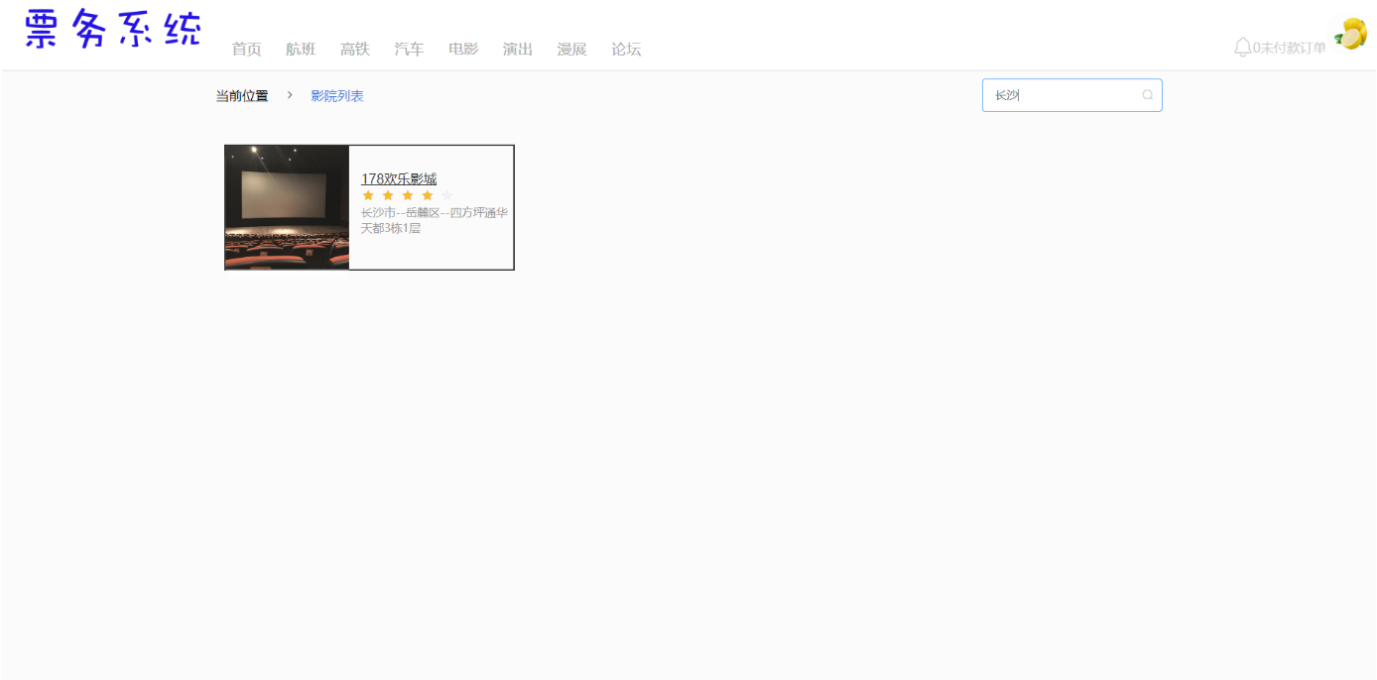 票务系统
首页 航班 高铁 汽车 电影 演出 漫展 论坛
0未付款订单
当前位置 > 影院列表
长沙
178欢乐影城
长沙市--岳麓区--四方坪通华
天都3栋1层